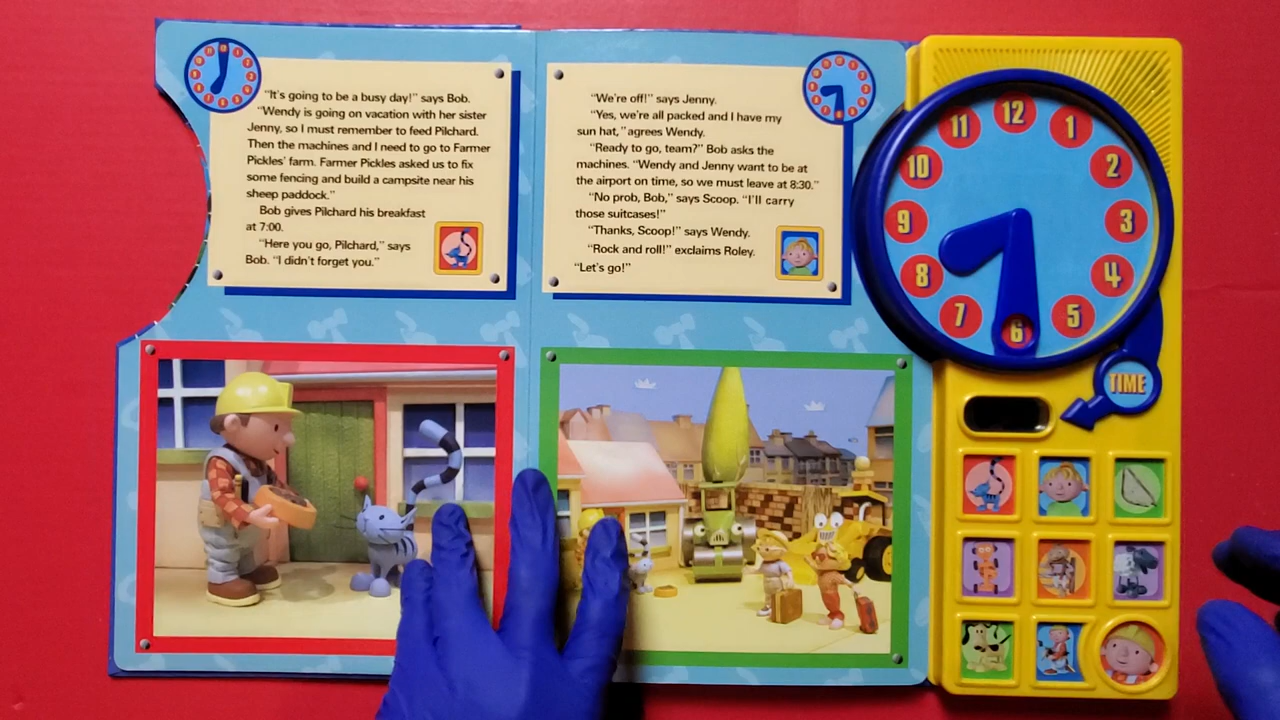 "It's going to be a busy day!" says Bob.
"Wendy is going on vacation with her sister
Jenny, so I must remember to feed Pilchard.
Then the machines and I need to go to Farmer
Pickles' farm. Farmer Pickles asked us to fix
some fencing and build a campsite near his
sheep paddock."
Bob gives Pilchard his breakfast
at 7:00.
"Here you go, Pilchard," says
Bob. "I didn't forget you."
"We're off!" says Jenny.
"Yes, we're all packed and I have my
sun hat," agrees Wendy.
"Ready to go, team?" Bob asks the
machines. "Wendy and Jenny want to be at
the airport on time, so we must leave at 8:30."
"No prob, Bob," says Scoop. "I'll carry
those suitcases!"
"Thanks, Scoop!" says Wendy.
"Rock and roll!" exclaims Roley.
"Let's go!"
12
1
2
3
4
5
6
7
8
9
10
11
TIME